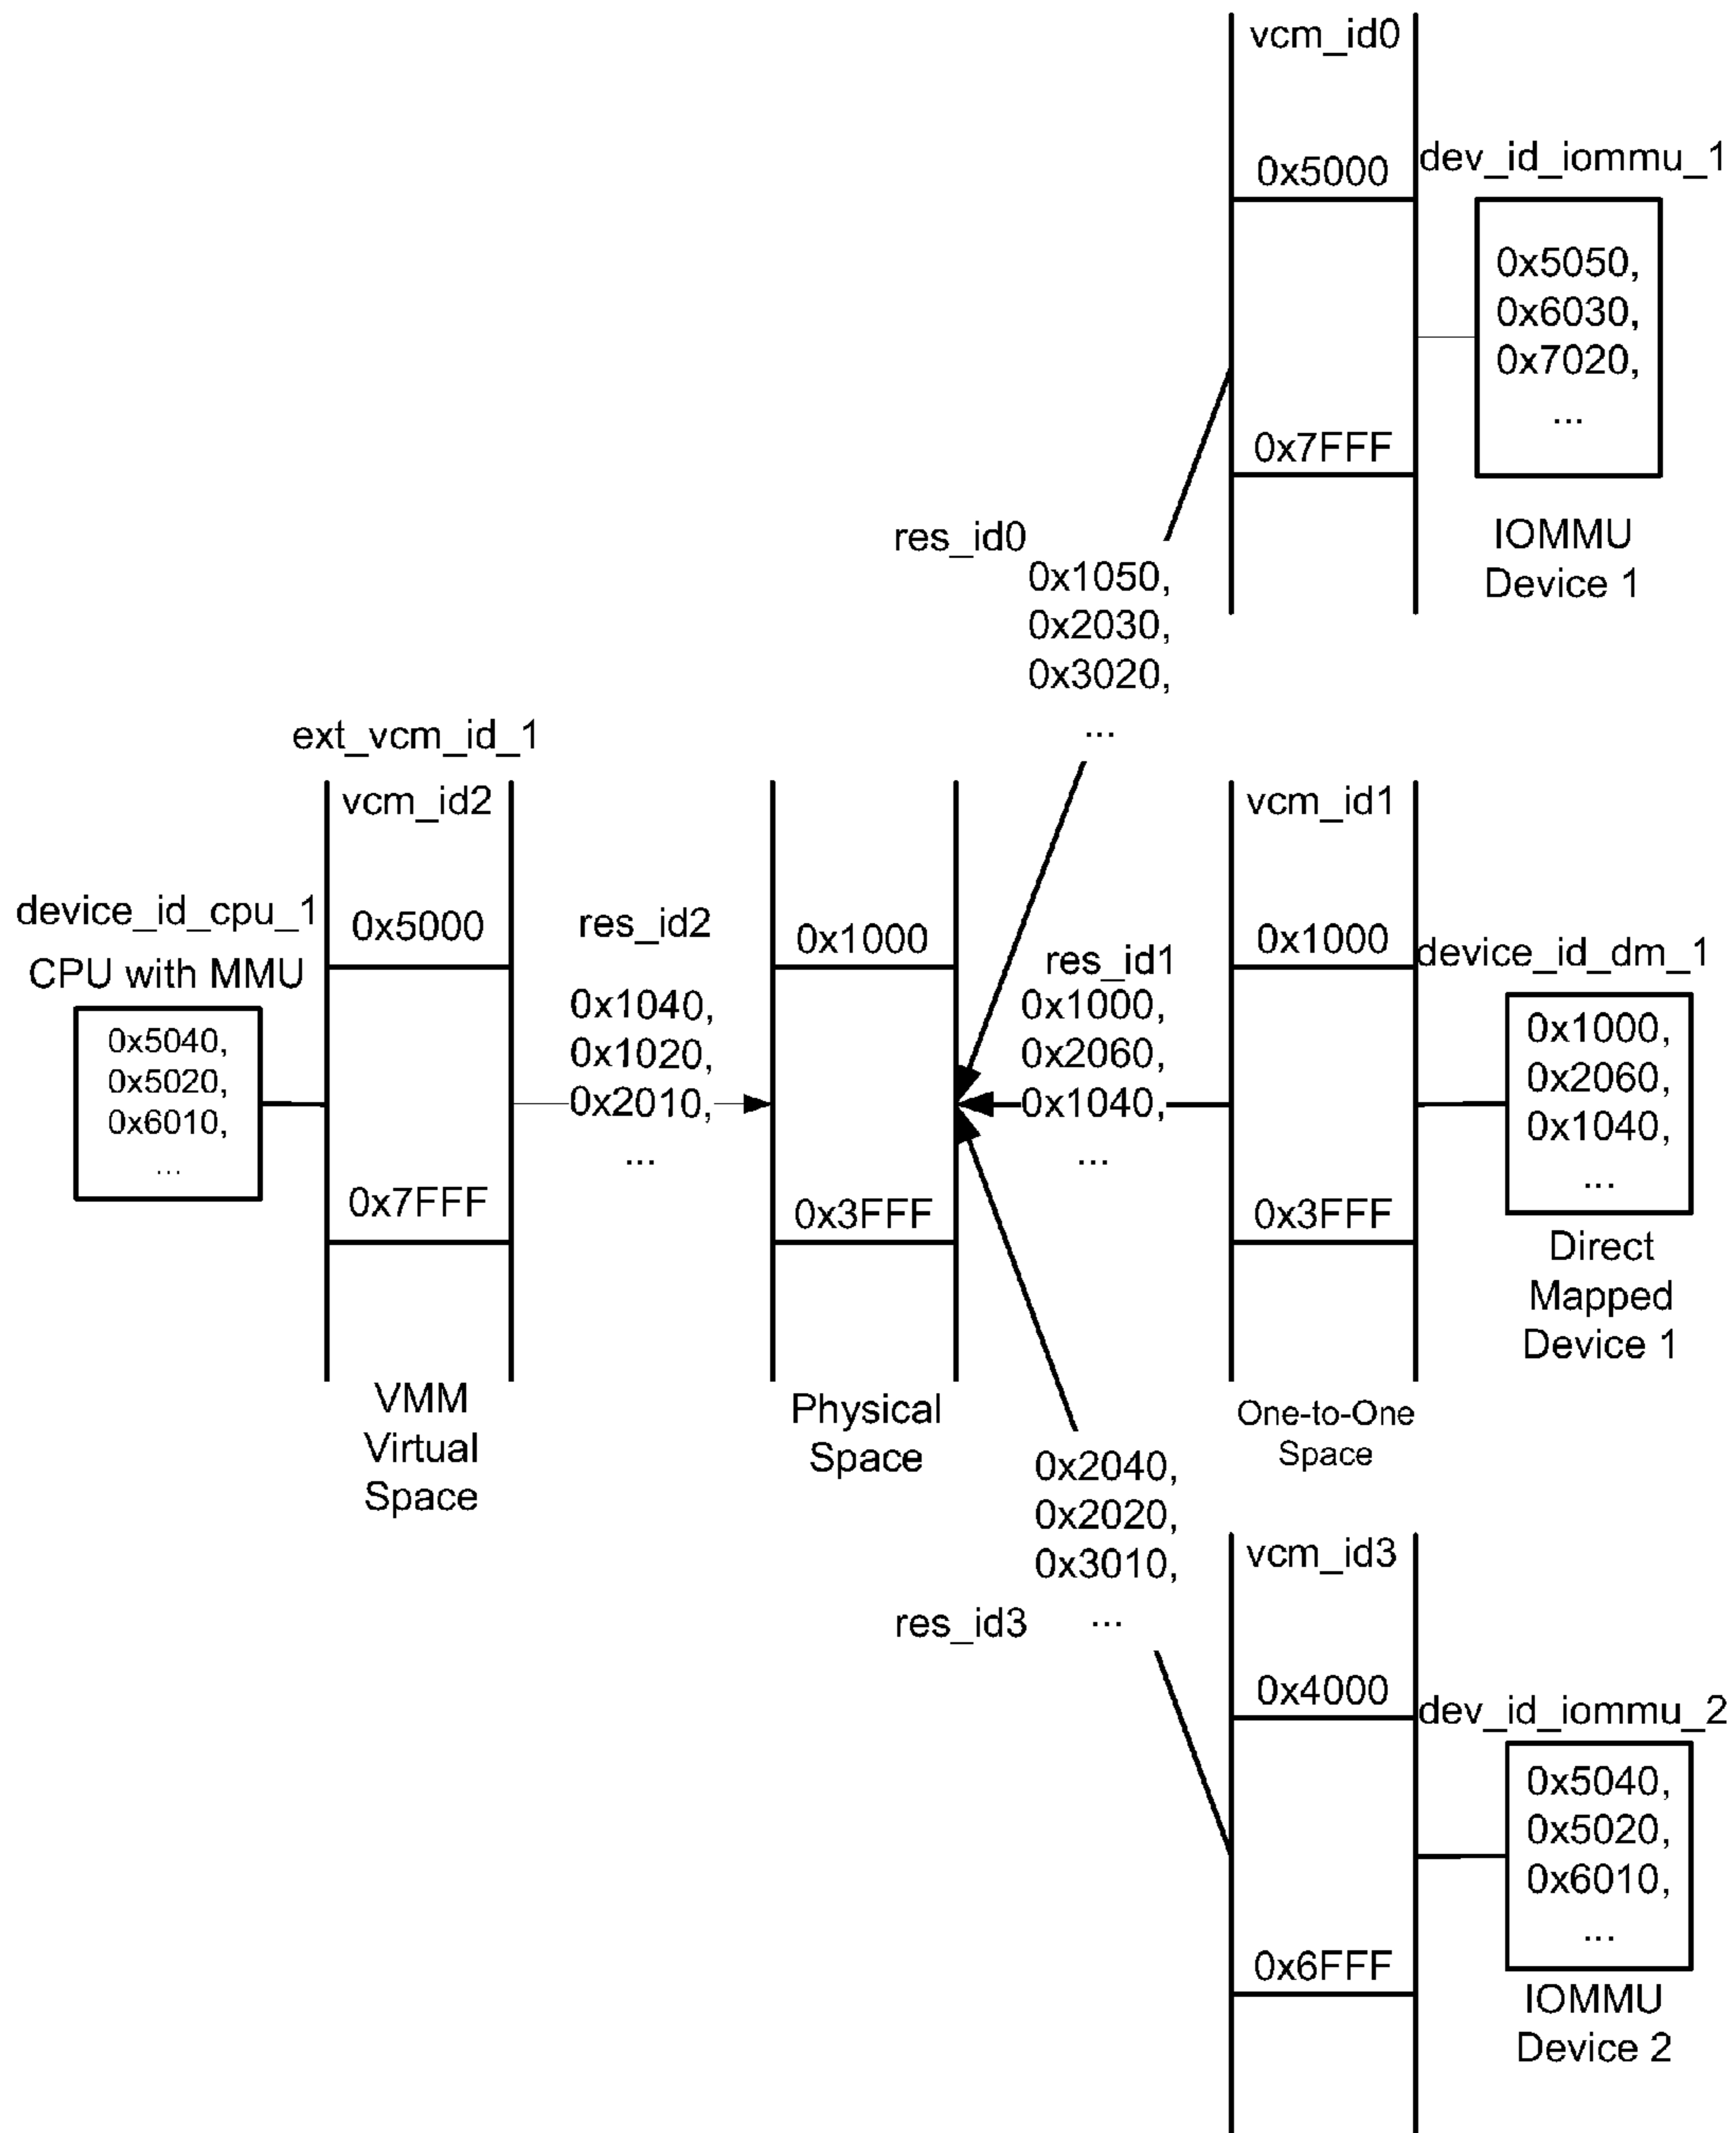 vcm_id0
0x5000
dev_id_iommu_1
0x5050,
0x6030,
0x7020,
...
0x7FFF
IOMMU
Device 1
res_id0
0x1050,
0x2030,
0x3020,
...
ext_vcm_id_1
vcm_id2
device_id_cpu_1
CPU with MMU
0x5000
0x5040,
0x5020,
0x6010,
...
0x7FFF
VMM
Virtual
Space
res_id2
0x1040,
0x1020,
0x2010,
...
0x1000
0x3FFF
Physical
Space
res_id1
0x1000,
0x2060,
0x1040,
...
vcm_id1
0x1000
0x3FFF
One-to-One
Space
device_id_dm_1
0x1000,
0x2060,
0x1040,
...
Direct
Mapped
Device 1
0x2040,
0x2020,
0x3010,
...
res_id3
vcm_id3
0x4000
dev_id_iommu_2
0x5040,
0x5020,
0x6010,
...
0x6FFF
IOMMU
Device 2